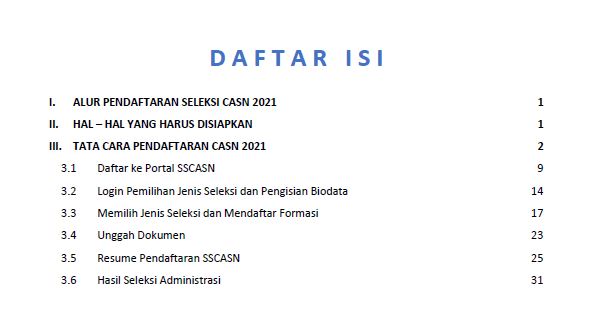 DAFTAR ISI
I. ALUR PENDAFTARAN SELEKSI CASN 2021 1
II. HAL – HAL YANG HARUS DISIAPKAN 1
III. TATA CARA PENDAFTARAN CASN 2021 2
3.1 Daftar ke Portal SSCASN 9
3.2 Login Pemilihan Jenis Seleksi dan Pengisian Biodata 14
3.3 Memilih Jenis Seleksi dan Mendaftar Formasi 17
3.4 Unggah Dokumen 23
3.5 Resume Pendaftaran SSCASN 25
3.6 Hasil Seleksi Administrasi 31